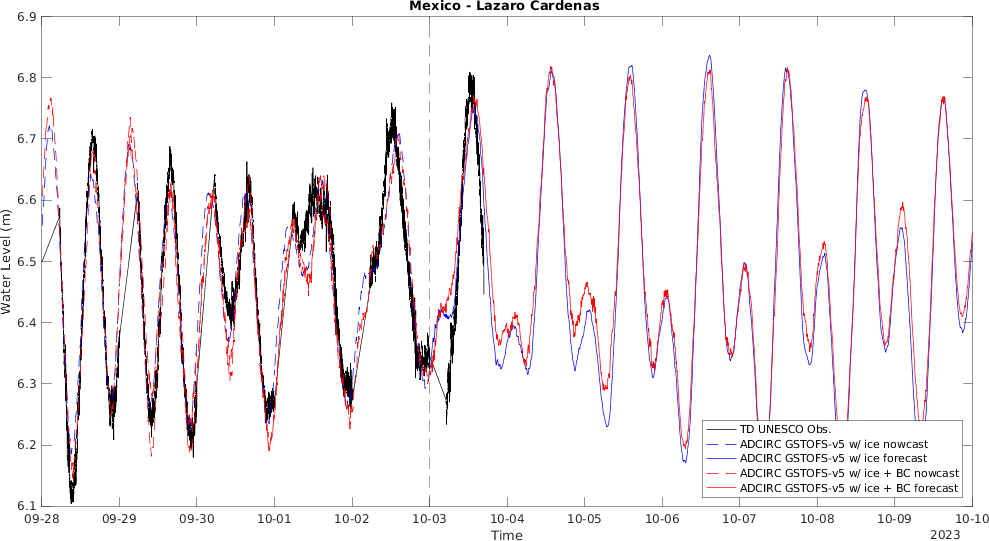 Mexico - Lazaro Cardenas
6.9
6.8
6.7
6.6
6.5
6.4
6.3
6.2
6.1
Water Level (m)
TD UNESCO Obs.
ADCIRC GSTOFS-v5 w/ ice nowcast
ADCIRC GSTOFS-v5 w/ ice forecast
ADCIRC GSTOFS-v5 w/ ice + BC nowcast
ADCIRC GSTOFS-v5 w/ ice + BC forecast
09-28 09-29 09-30 10-01 10-02 10-03 10-04 10-05 10-06 10-07 10-08 10-09 10-10
Time
2023